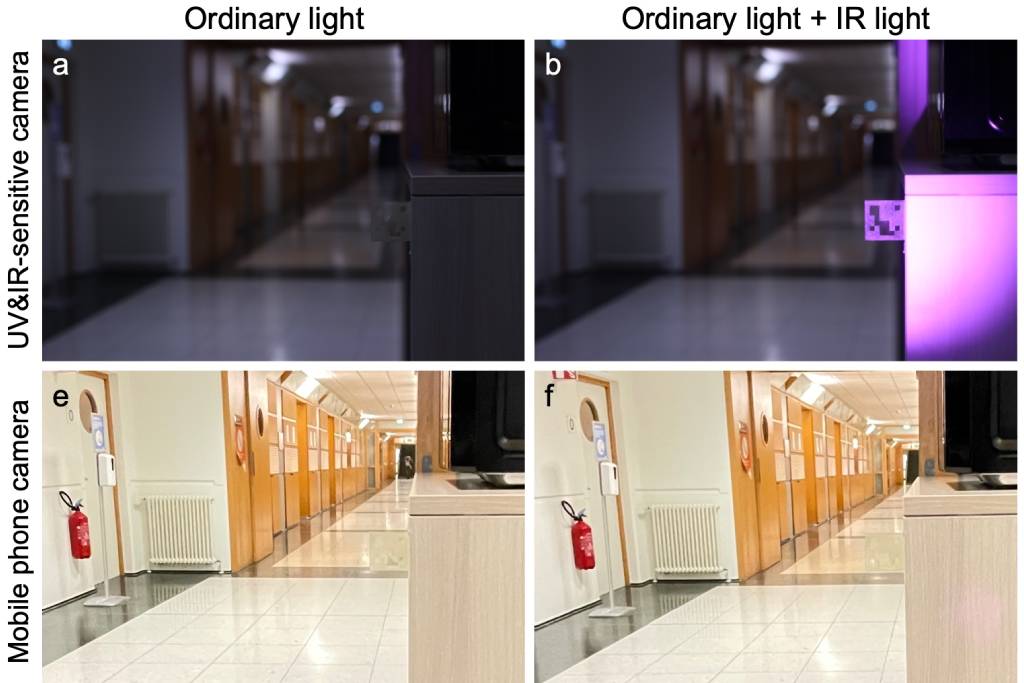 Ordinary light
Ordinary light + IR light
UV&IR-sensitive camera
a
b
Mobile phone camera
e
f